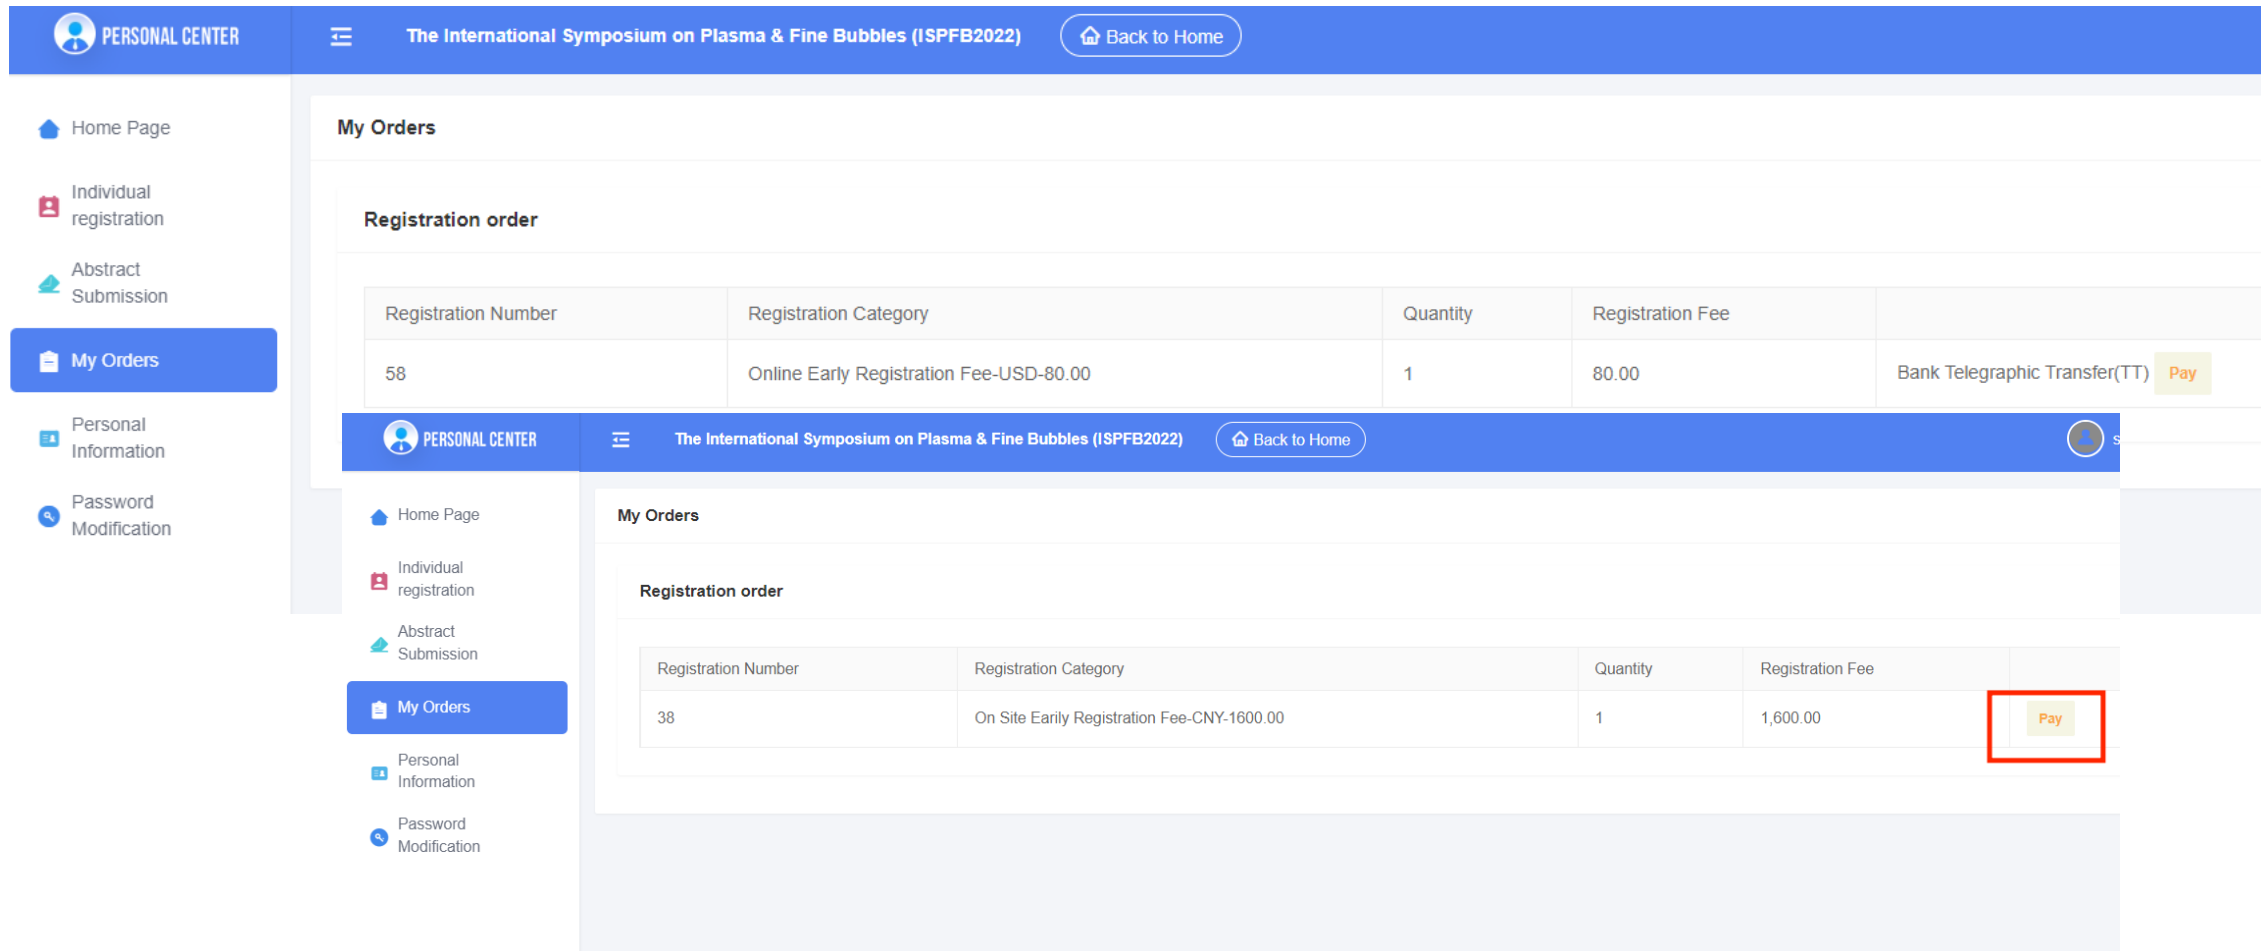 PERSONAL CENTER
The International Symposium on Plasma & Fine Bubbles (ISPFB2022)
Back to Home
Home Page
Individual
registration
Abstract
Submission
My Orders
Personal
Information
Password
Modification
My Orders
Registration order
Registration Number Registration Category Quantity Registration Fee
58 Online Early Registration Fee-USD-80.00 1 80.00 Bank Telegraphic Transfer(TT) Pay
PERSONAL CENTER
The International Symposium on Plasma & Fine Bubbles (ISPFB2022)
Back to Home
s
Home Page
Individual
registration
Abstract
Submission
My Orders
Personal
Information
Password
Modification
My Orders
Registration order
Registration Number Registration Category Quantity Registration Fee
38 On Site Earily Registration Fee-CNY-1600.00 1 1,600.00 Pay